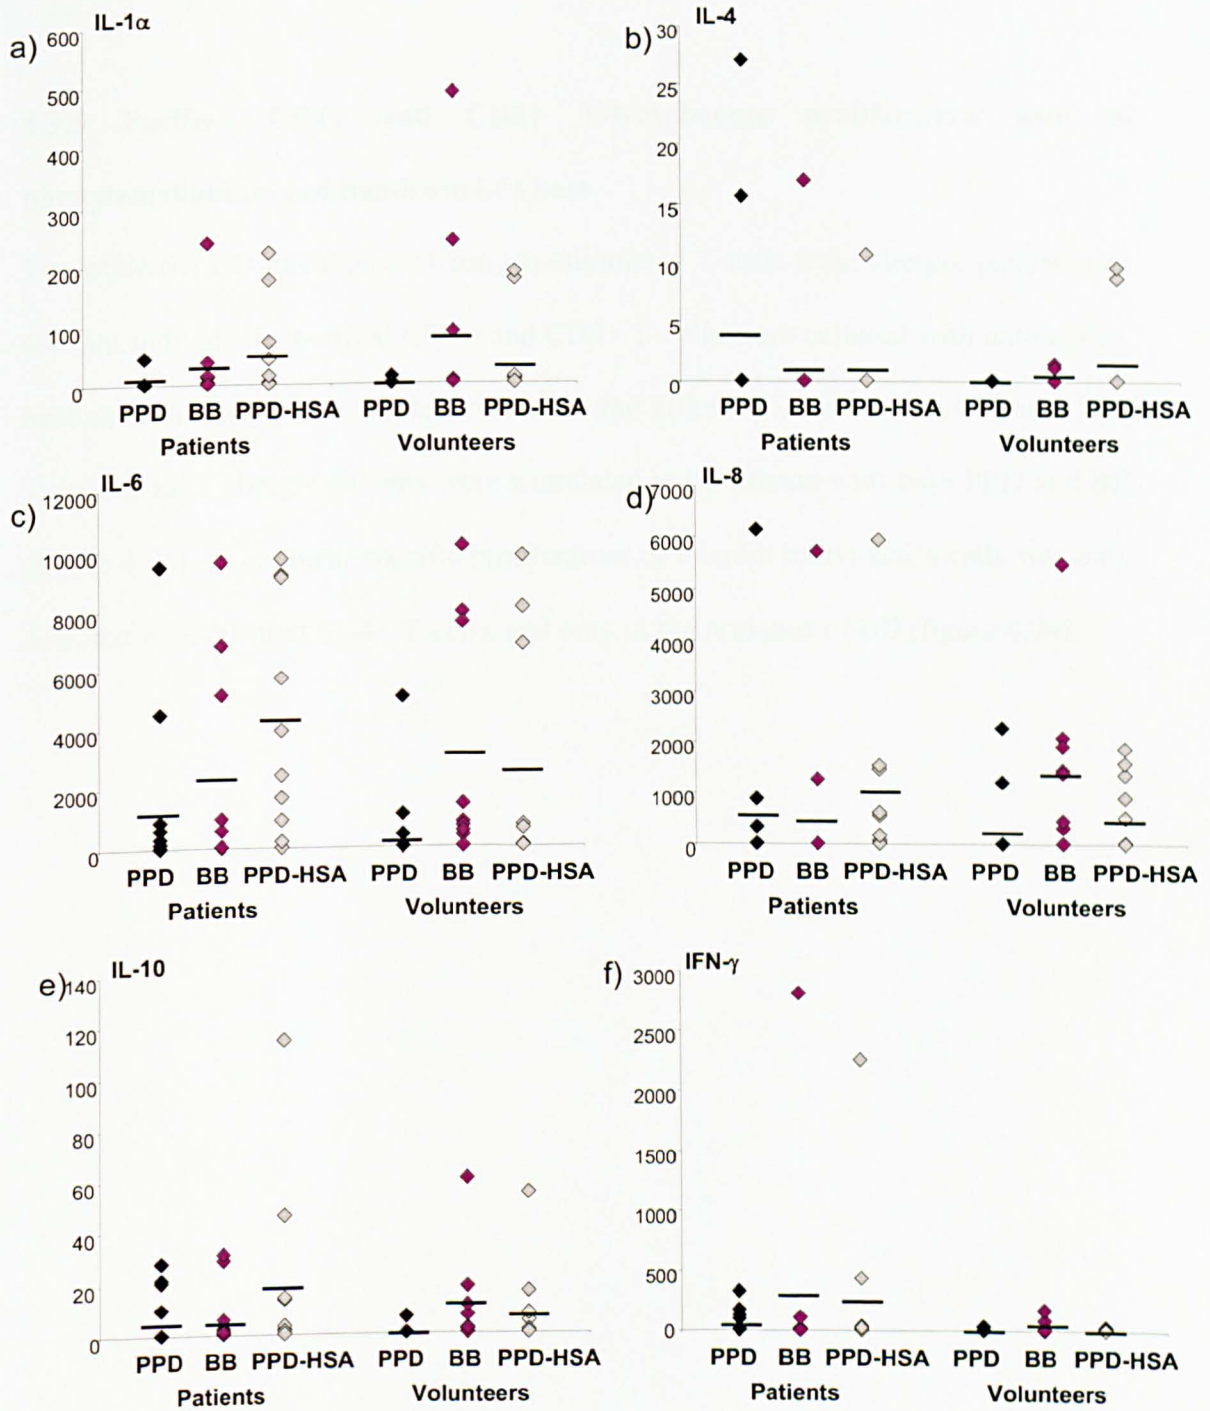 a)
IL-1α
600
500
400
300
200
100
0
PPD BB PPD-HSA PPD BB PPD-HSA
Patients Volunteers
b)
IL-4
30
25
20
15
10
5
0
PPD BB PPD-HSA PPD BB PPD-HSA
Patients Volunteers
c)
IL-6
12000
10000
8000
6000
4000
2000
0
PPD BB PPD-HSA PPD BB PPD-HSA
Patients Volunteers
d)
IL-8
7000
6000
5000
4000
3000
2000
1000
0
PPD BB PPD-HSA PPD BB PPD-HSA
Patients Volunteers
e)
IL-10
140
120
100
80
60
40
20
0
PPD BB PPD-HSA PPD BB PPD-HSA
Patients Volunteers
f)
IFN-γ
3000
2500
2000
1500
1000
500
0
PPD BB PPD-HSA PPD BB PPD-HSA
Patients Volunteers